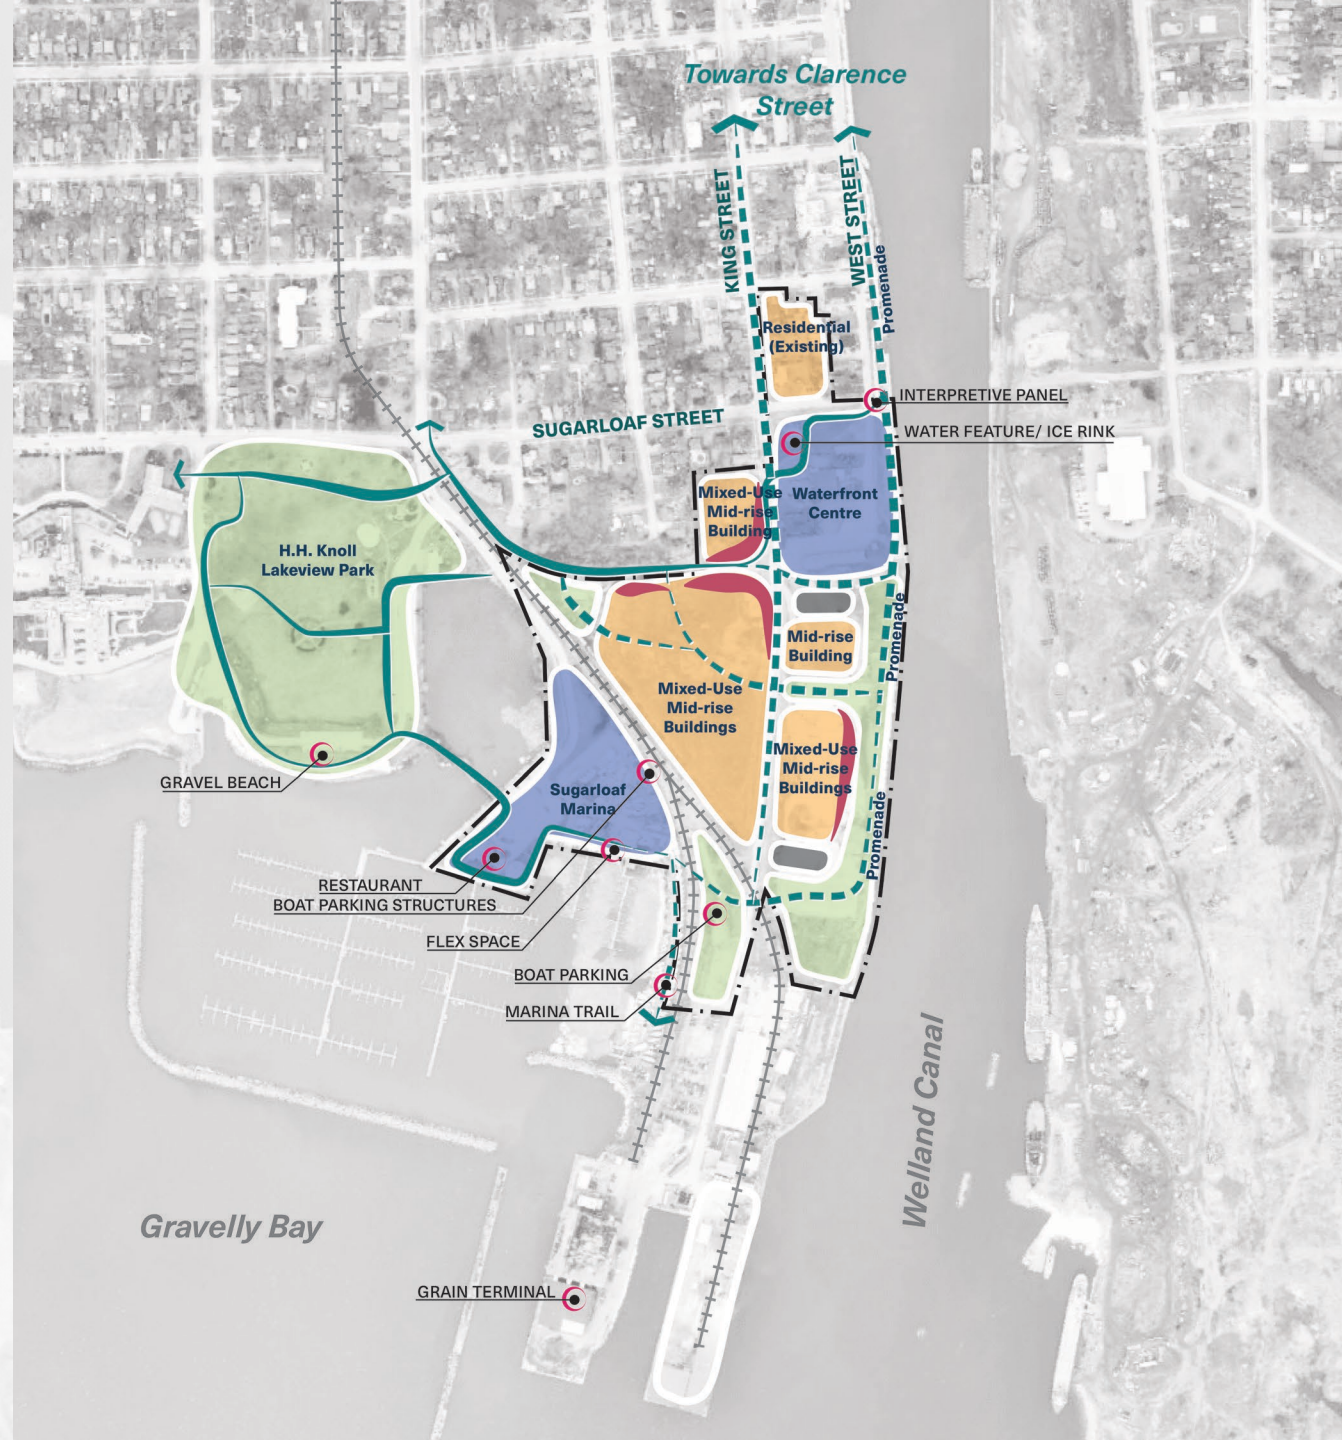 Towards Clarence
Street
KING STREET
WEST STREET
Promenade
Residential
(Existing)
INTERPRETIVE PANEL
SUGARLOAF STREET
WATER FEATURE/ ICE RINK
Mixed-Use
Mid-rise
Building
Waterfront
Centre
H.H. Knoll
Lakeview Park
Promenade
Mid-rise
Building
Mixed-Use
Mid-rise
Buildings
Mixed-Use
Mid-rise
Buildings
GRAVEL BEACH
Sugarloaf
Marina
Promenade
RESTAURANT
BOAT PARKING STRUCTURES
FLEX SPACE
BOAT PARKING
MARINA TRAIL
Welland Canal
Gravelly Bay
GRAIN TERMINAL